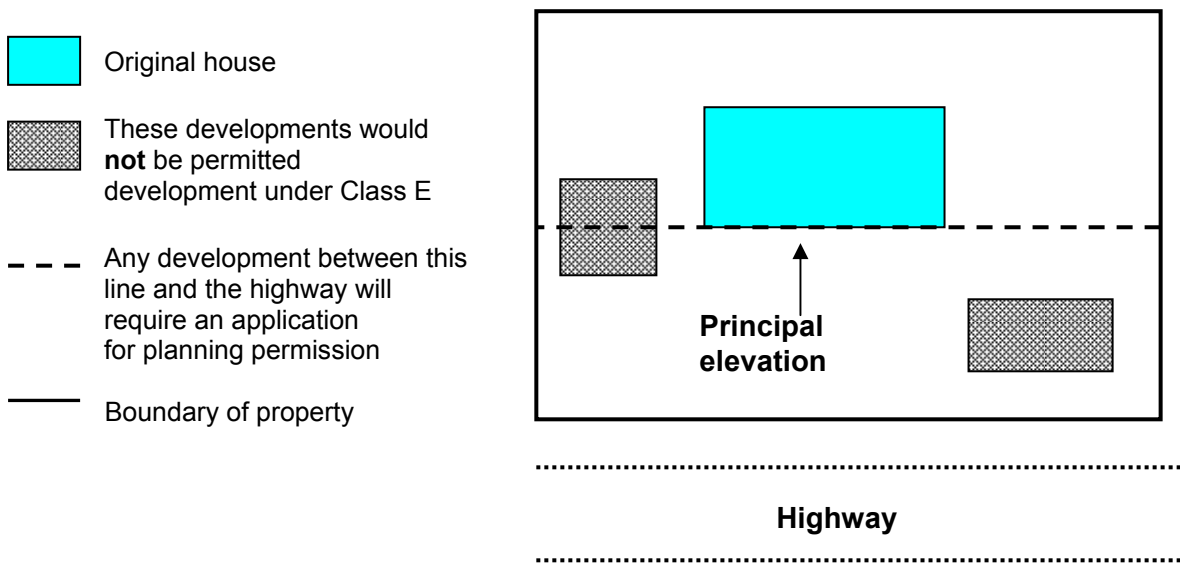 Original house
These developments would
not be permitted
development under Class E
Any development between this
line and the highway will
require an application
for planning permission
Boundary of property
Principal
elevation
Highway